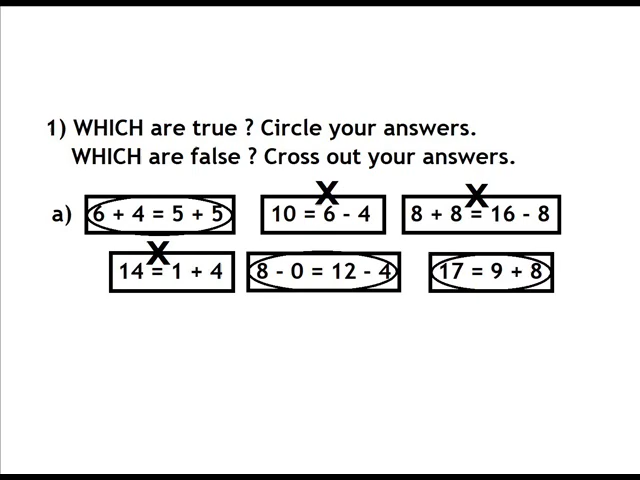 1) WHICH are true ? Circle your answers.
WHICH are false ? Cross out your answers.
a) 6 + 4 = 5 + 5 10 = 6 - 4 8 + 8 = 16 - 8
14 = 1 + 4 8 - 0 = 12 - 4 17 = 9 + 8